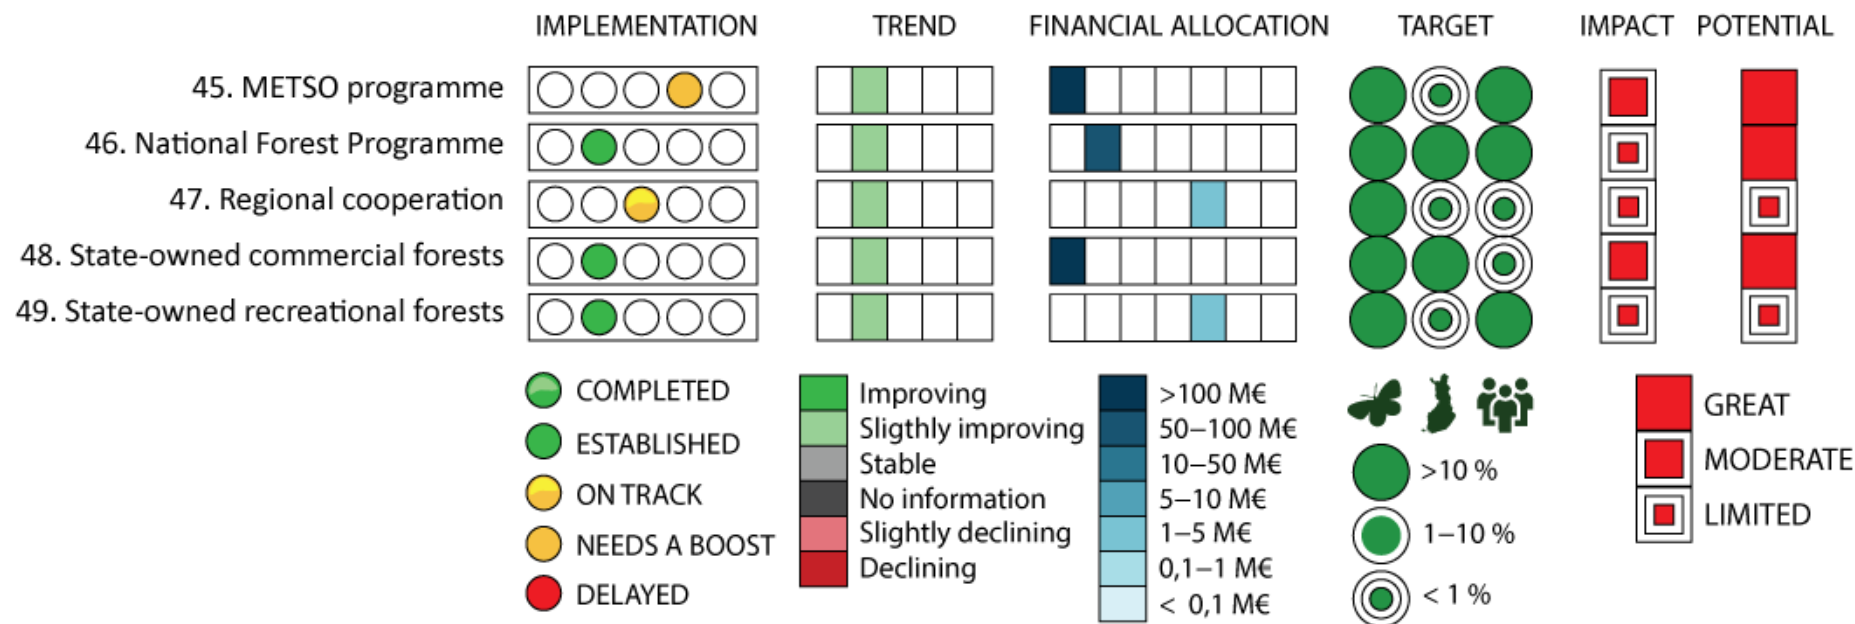 IMPLEMENTATION TREND FINANCIAL ALLOCATION TARGET IMPACT POTENTIAL
45. METSO programme
46. National Forest Programme
47. Regional cooperation
48. State-owned commercial forests
49. State-owned recreational forests
COMPLETED
ESTABLISHED
ON TRACK
NEEDS A BOOST
DELAYED
Improving
Sligthly improving
Stable
No information
Slightly declining
Declining
>100 M€
50–100 M€
10–50 M€
5–10 M€
1–5 M€
0,1–1 M€
< 0,1 M€
>10 %
1–10 %
< 1 %
GREAT
MODERATE
LIMITED